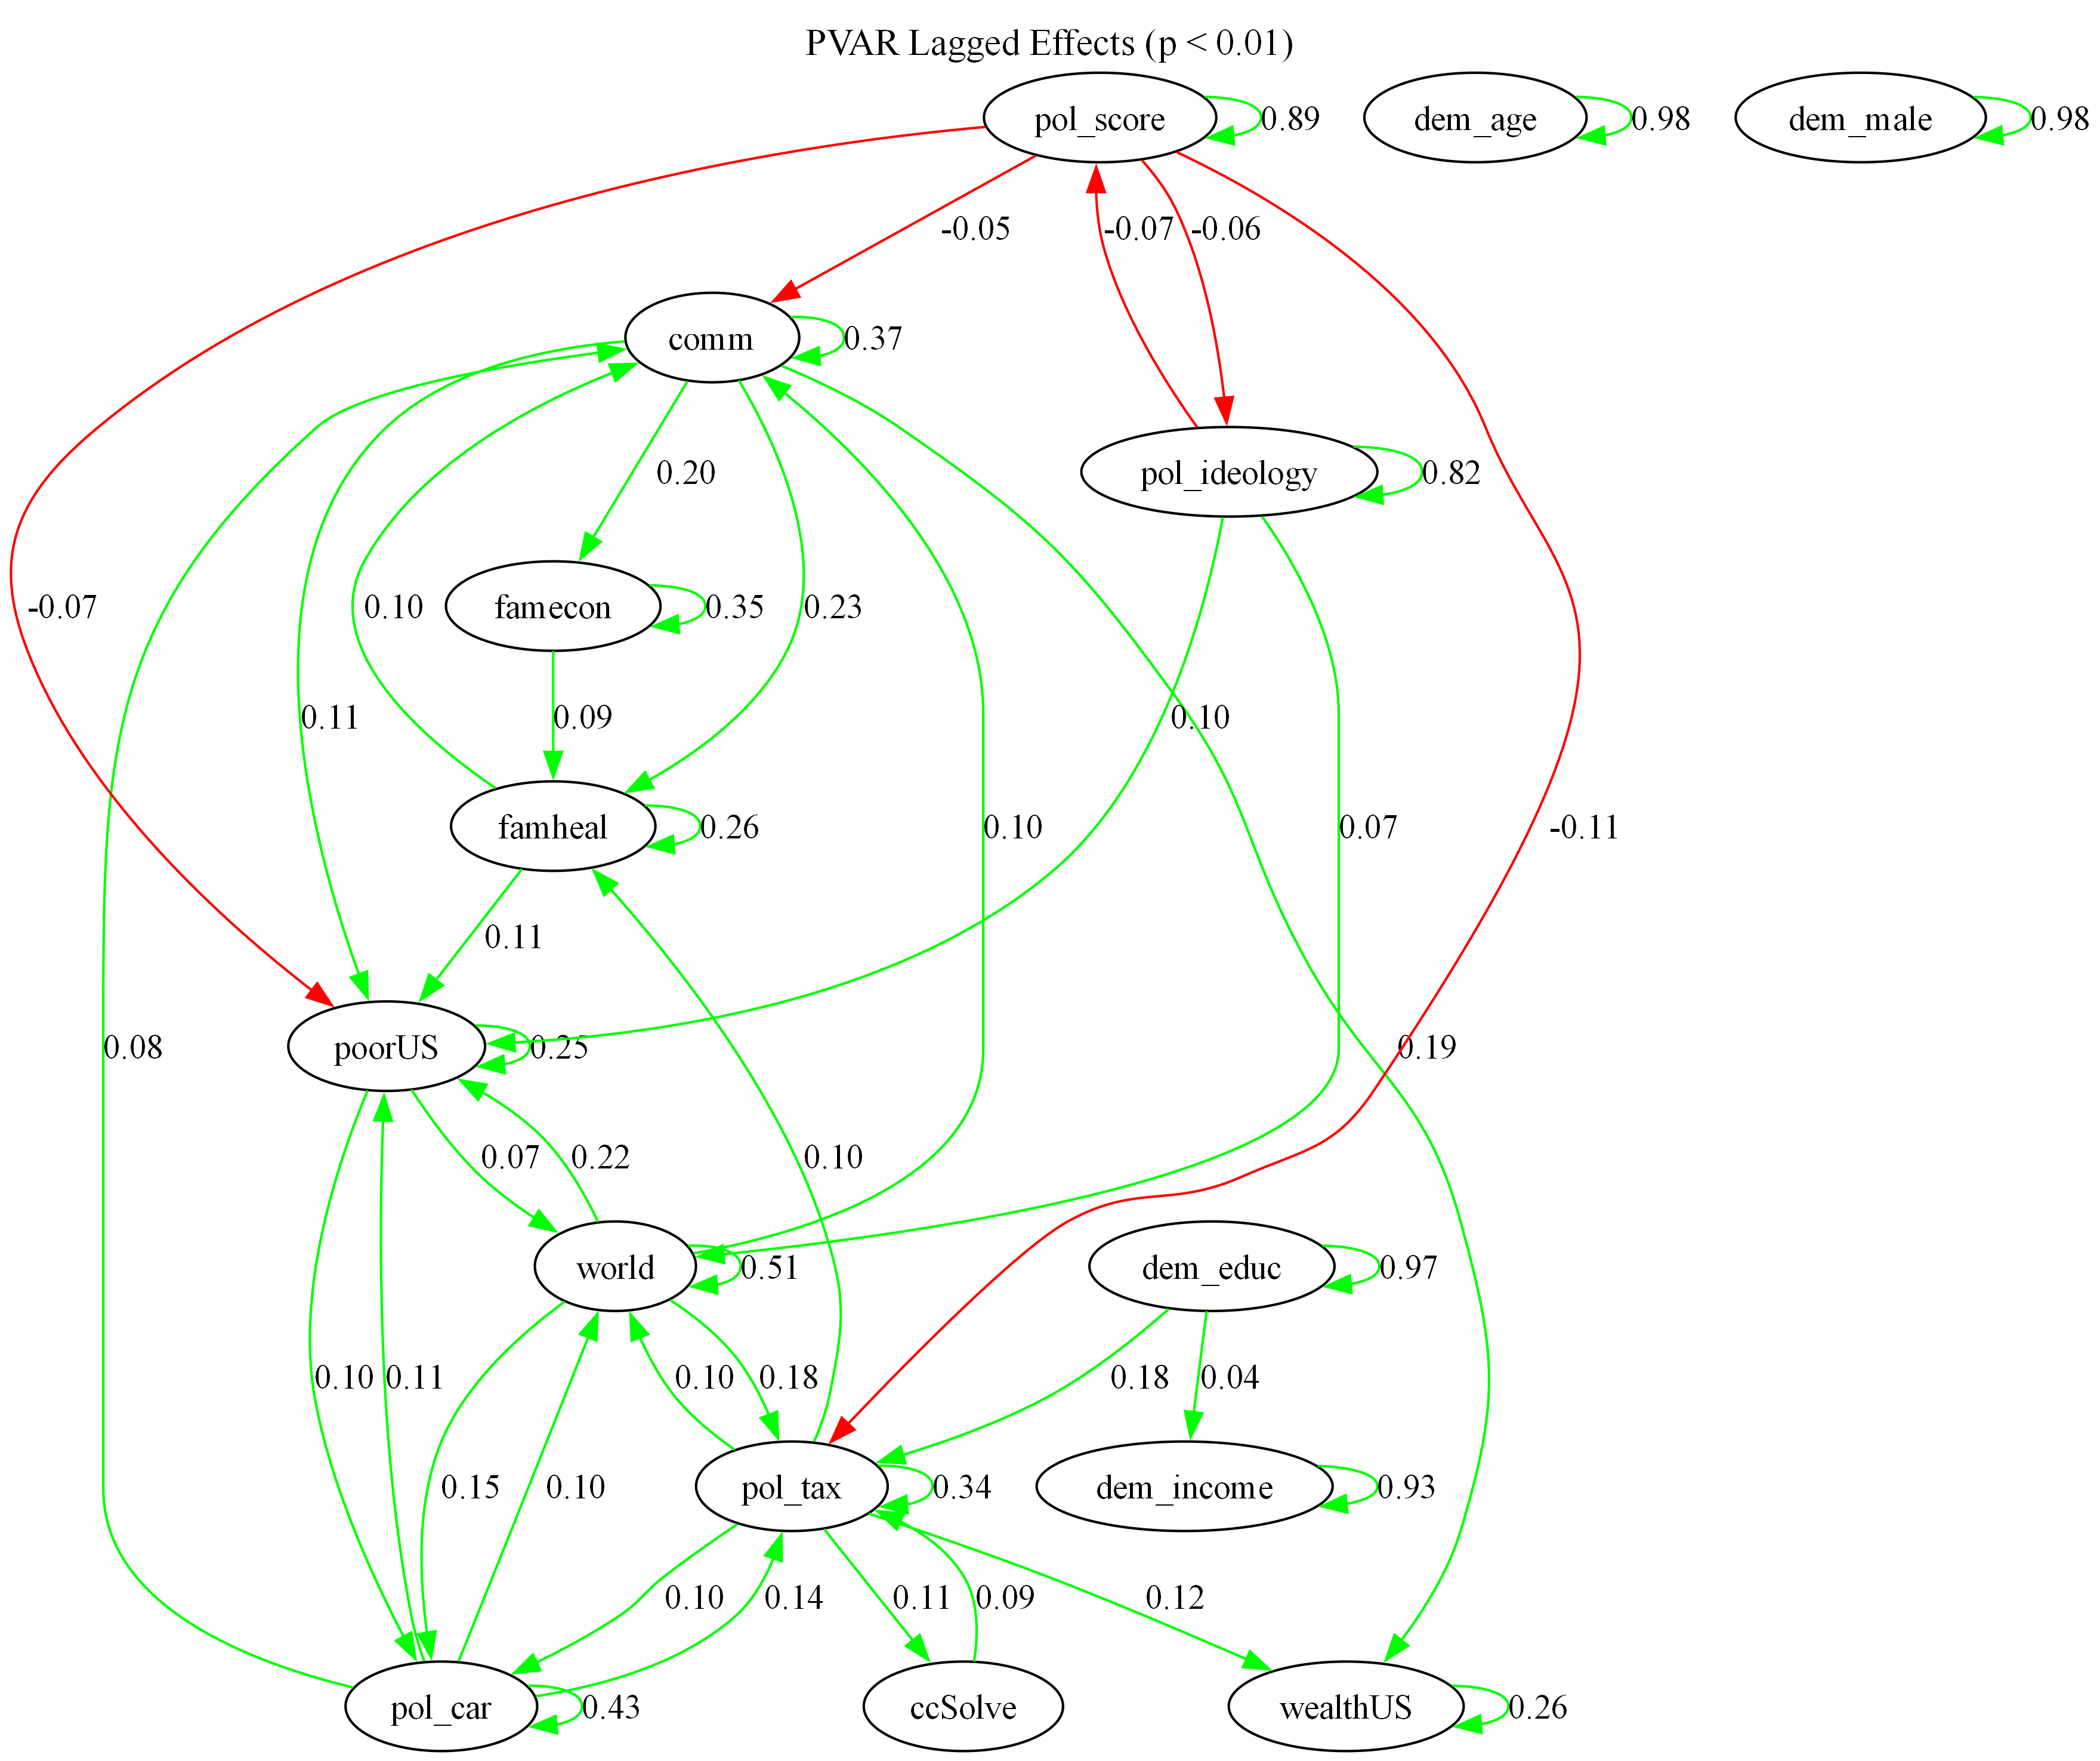 PVAR Lagged Effects (p < 0.01)
pol_score
0.89
dem_age
0.98
dem_male
0.98
-0.05
-0.07
-0.06
comm
0.37
0.20
pol_ideology
0.82
-0.07
0.10
famecon
0.35
0.23
0.11
0.09
0.10
famheal
0.26
0.10
0.07
-0.11
0.11
0.08
poorUS
0.25
0.19
0.07
0.22
0.10
world
0.51
dem_educ
0.97
0.10
0.11
0.10
0.18
0.18
0.04
0.15
0.10
pol_tax
0.34
dem_income
0.93
0.10
0.14
0.11
0.09
0.12
pol_car
0.43
ccSolve
wealthUS
0.26